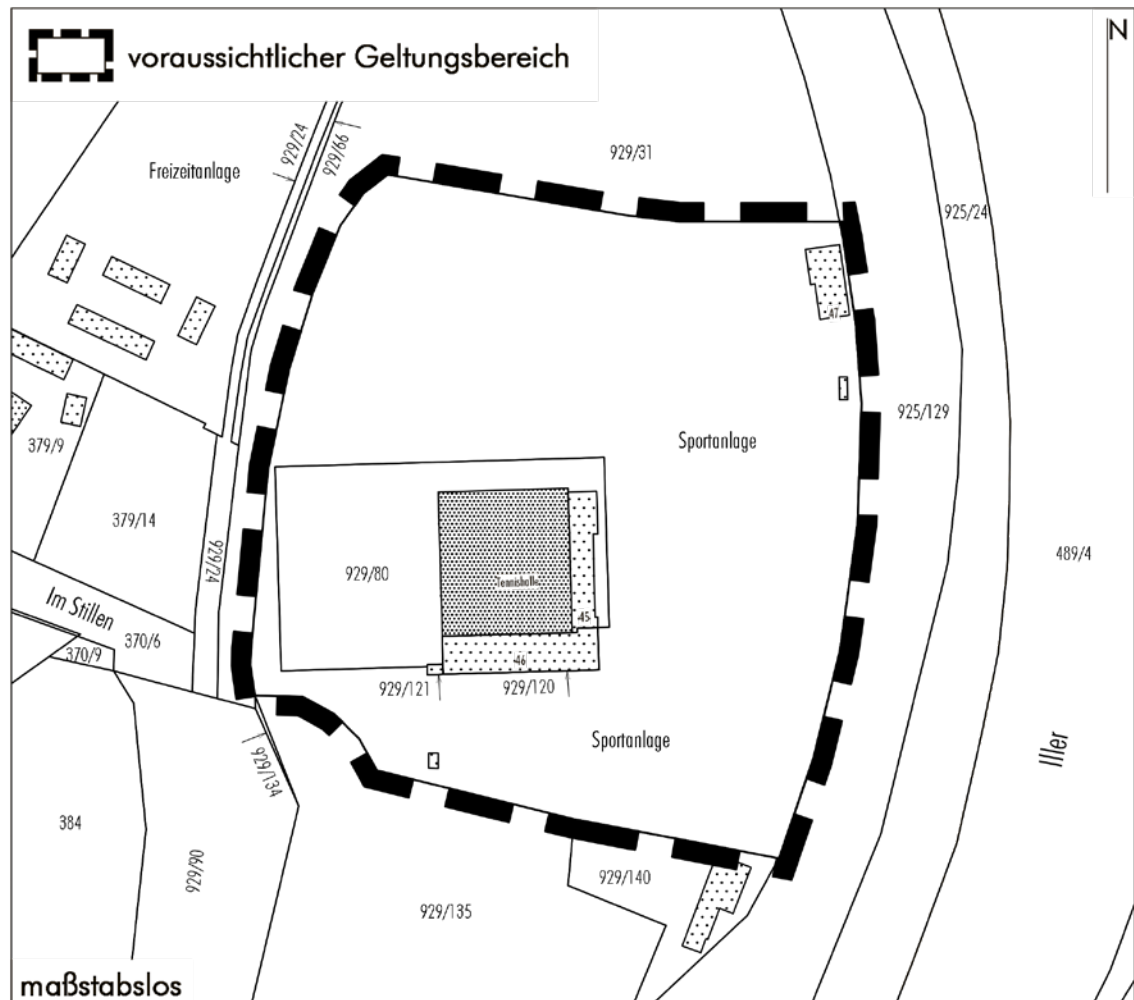 voraussichtlicher Geltungsbereich
N
929/24
929/66
929/31
Freizeitanlage
925/24
47
925/129
Sportanlage
379/9
379/14
929/24
929/80
Tennishalle
489/4
Im Stillen
45
370/6
370/9
46
929/121
929/120
Sportanlage
Iller
929/134
384
929/90
929/140
929/135
maßstabslos